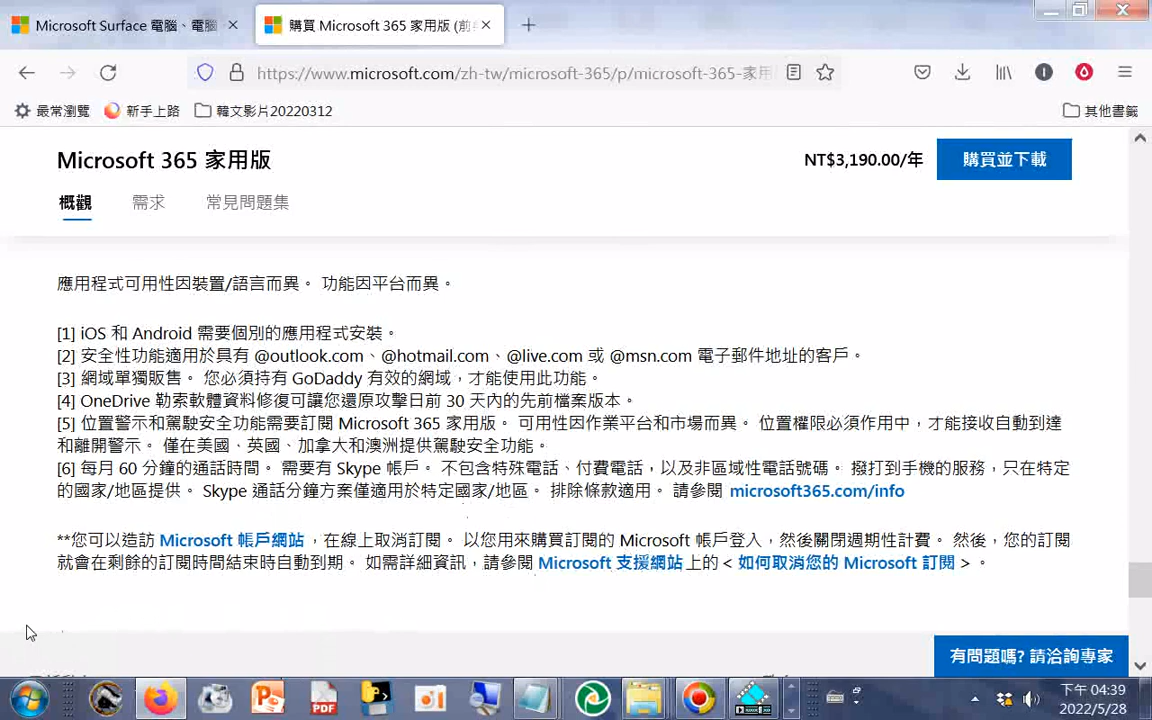 Microsoft Surface 電腦、電腦
購買 Microsoft 365 家用版 (前
https://www.microsoft.com/zh-tw/microsoft-365/p/microsoft-365-家用
最常瀏覽
新手上路
韓文影片20220312
其他書籤
Microsoft 365 家用版
NT$3,190.00/年
購買並下載
概觀
需求
常見問題集
應用程式可用性因裝置/語言而異。 功能因平台而異。
[1] iOS 和 Android 需要個別的應用程式安裝。
[2] 安全性功能適用於具有 @outlook.com、@hotmail.com、@live.com 或 @msn.com 電子郵件地址的客戶。
[3] 網域單獨販售。 您必須持有 GoDaddy 有效的網域，才能使用此功能。
[4] OneDrive 勒索軟體資料修復可讓您還原攻擊日前 30 天內的先前檔案版本。
[5] 位置警示和駕駛安全功能需要訂閱 Microsoft 365 家用版。 可用性因作業平台和市場而異。 位置權限必須作用中，才能接收自動到達
和離開警示。 僅在美國、英國、加拿大和澳洲提供駕駛安全功能。
[6] 每月 60 分鐘的通話時間。 需要有 Skype 帳戶。 不包含特殊電話、付費電話，以及非區域性電話號碼。 撥打到手機的服務，只在特定
的國家/地區提供。 Skype 通話分鐘方案僅適用於特定國家/地區。 排除條款適用。 請參閱 microsoft365.com/info
**您可以造訪 Microsoft 帳戶網站 ，在線上取消訂閱。 以您用來購買訂閱的 Microsoft 帳戶登入，然後關閉週期性計費。 然後，您的訂閱
就會在剩餘的訂閱時間結束時自動到期。 如需詳細資訊，請參閱 Microsoft 支援網站上的 < 如何取消您的 Microsoft 訂閱 > 。
有問題嗎? 請洽詢專家
下午 04:39
2022/5/28